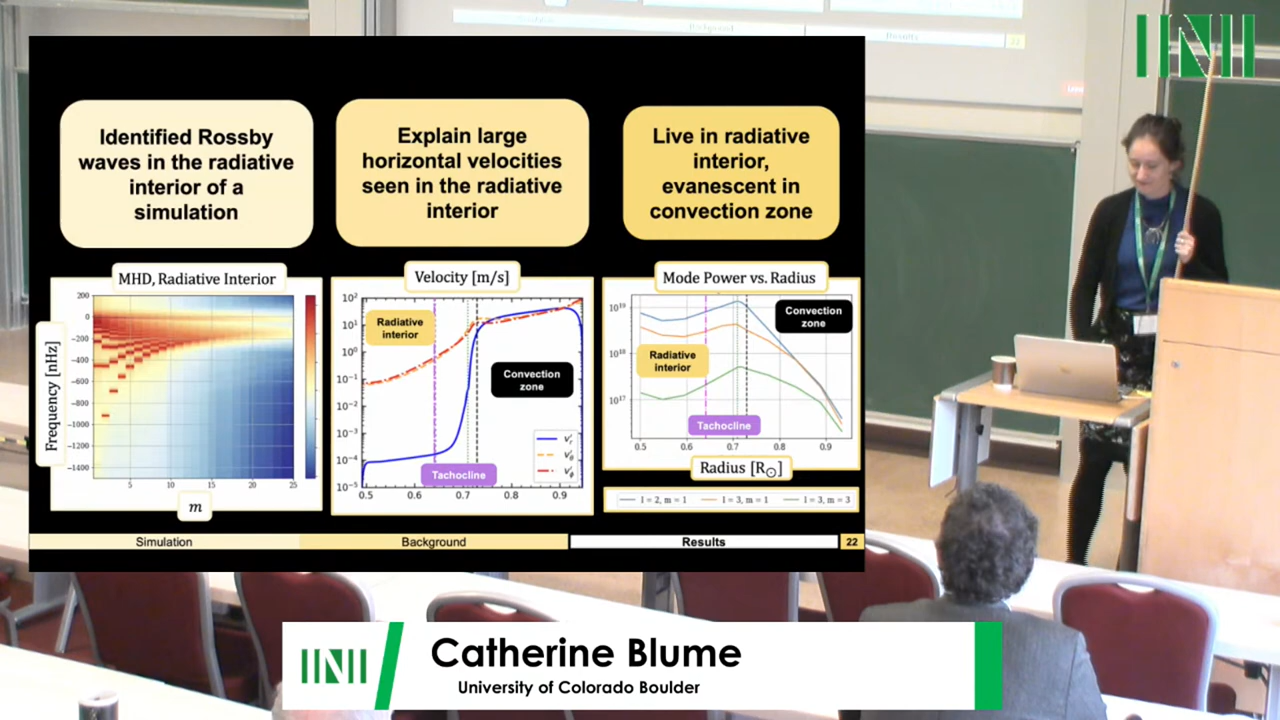 Results
22
INI
Identified Rossby
waves in the radiative
interior of a
simulation
Explain large
horizontal velocities
seen in the radiative
interior
Live in radiative
interior,
evanescent in
convection zone
MHD, Radiative Interior
Frequency [nHz]
200
0
−200
−400
−600
−800
−1000
−1200
−1400
5
10
15
20
25
m
Velocity [m/s]
10²
10¹
10⁰
10⁻¹
10⁻²
10⁻³
10⁻⁴
10⁻⁵
Radiative
interior
Convection
zone
Tachocline
v'r
v'θ
v'ϕ
0.5
0.6
0.7
0.8
0.9
Mode Power vs. Radius
10¹⁹
10¹⁸
10¹⁷
Convection
zone
Radiative
interior
Tachocline
0.5
0.6
0.7
0.8
0.9
Radius [R☉]
l = 2, m = 1
l = 3, m = 1
l = 3, m = 3
Simulation
Background
Results
22
INI
Catherine Blume
University of Colorado Boulder